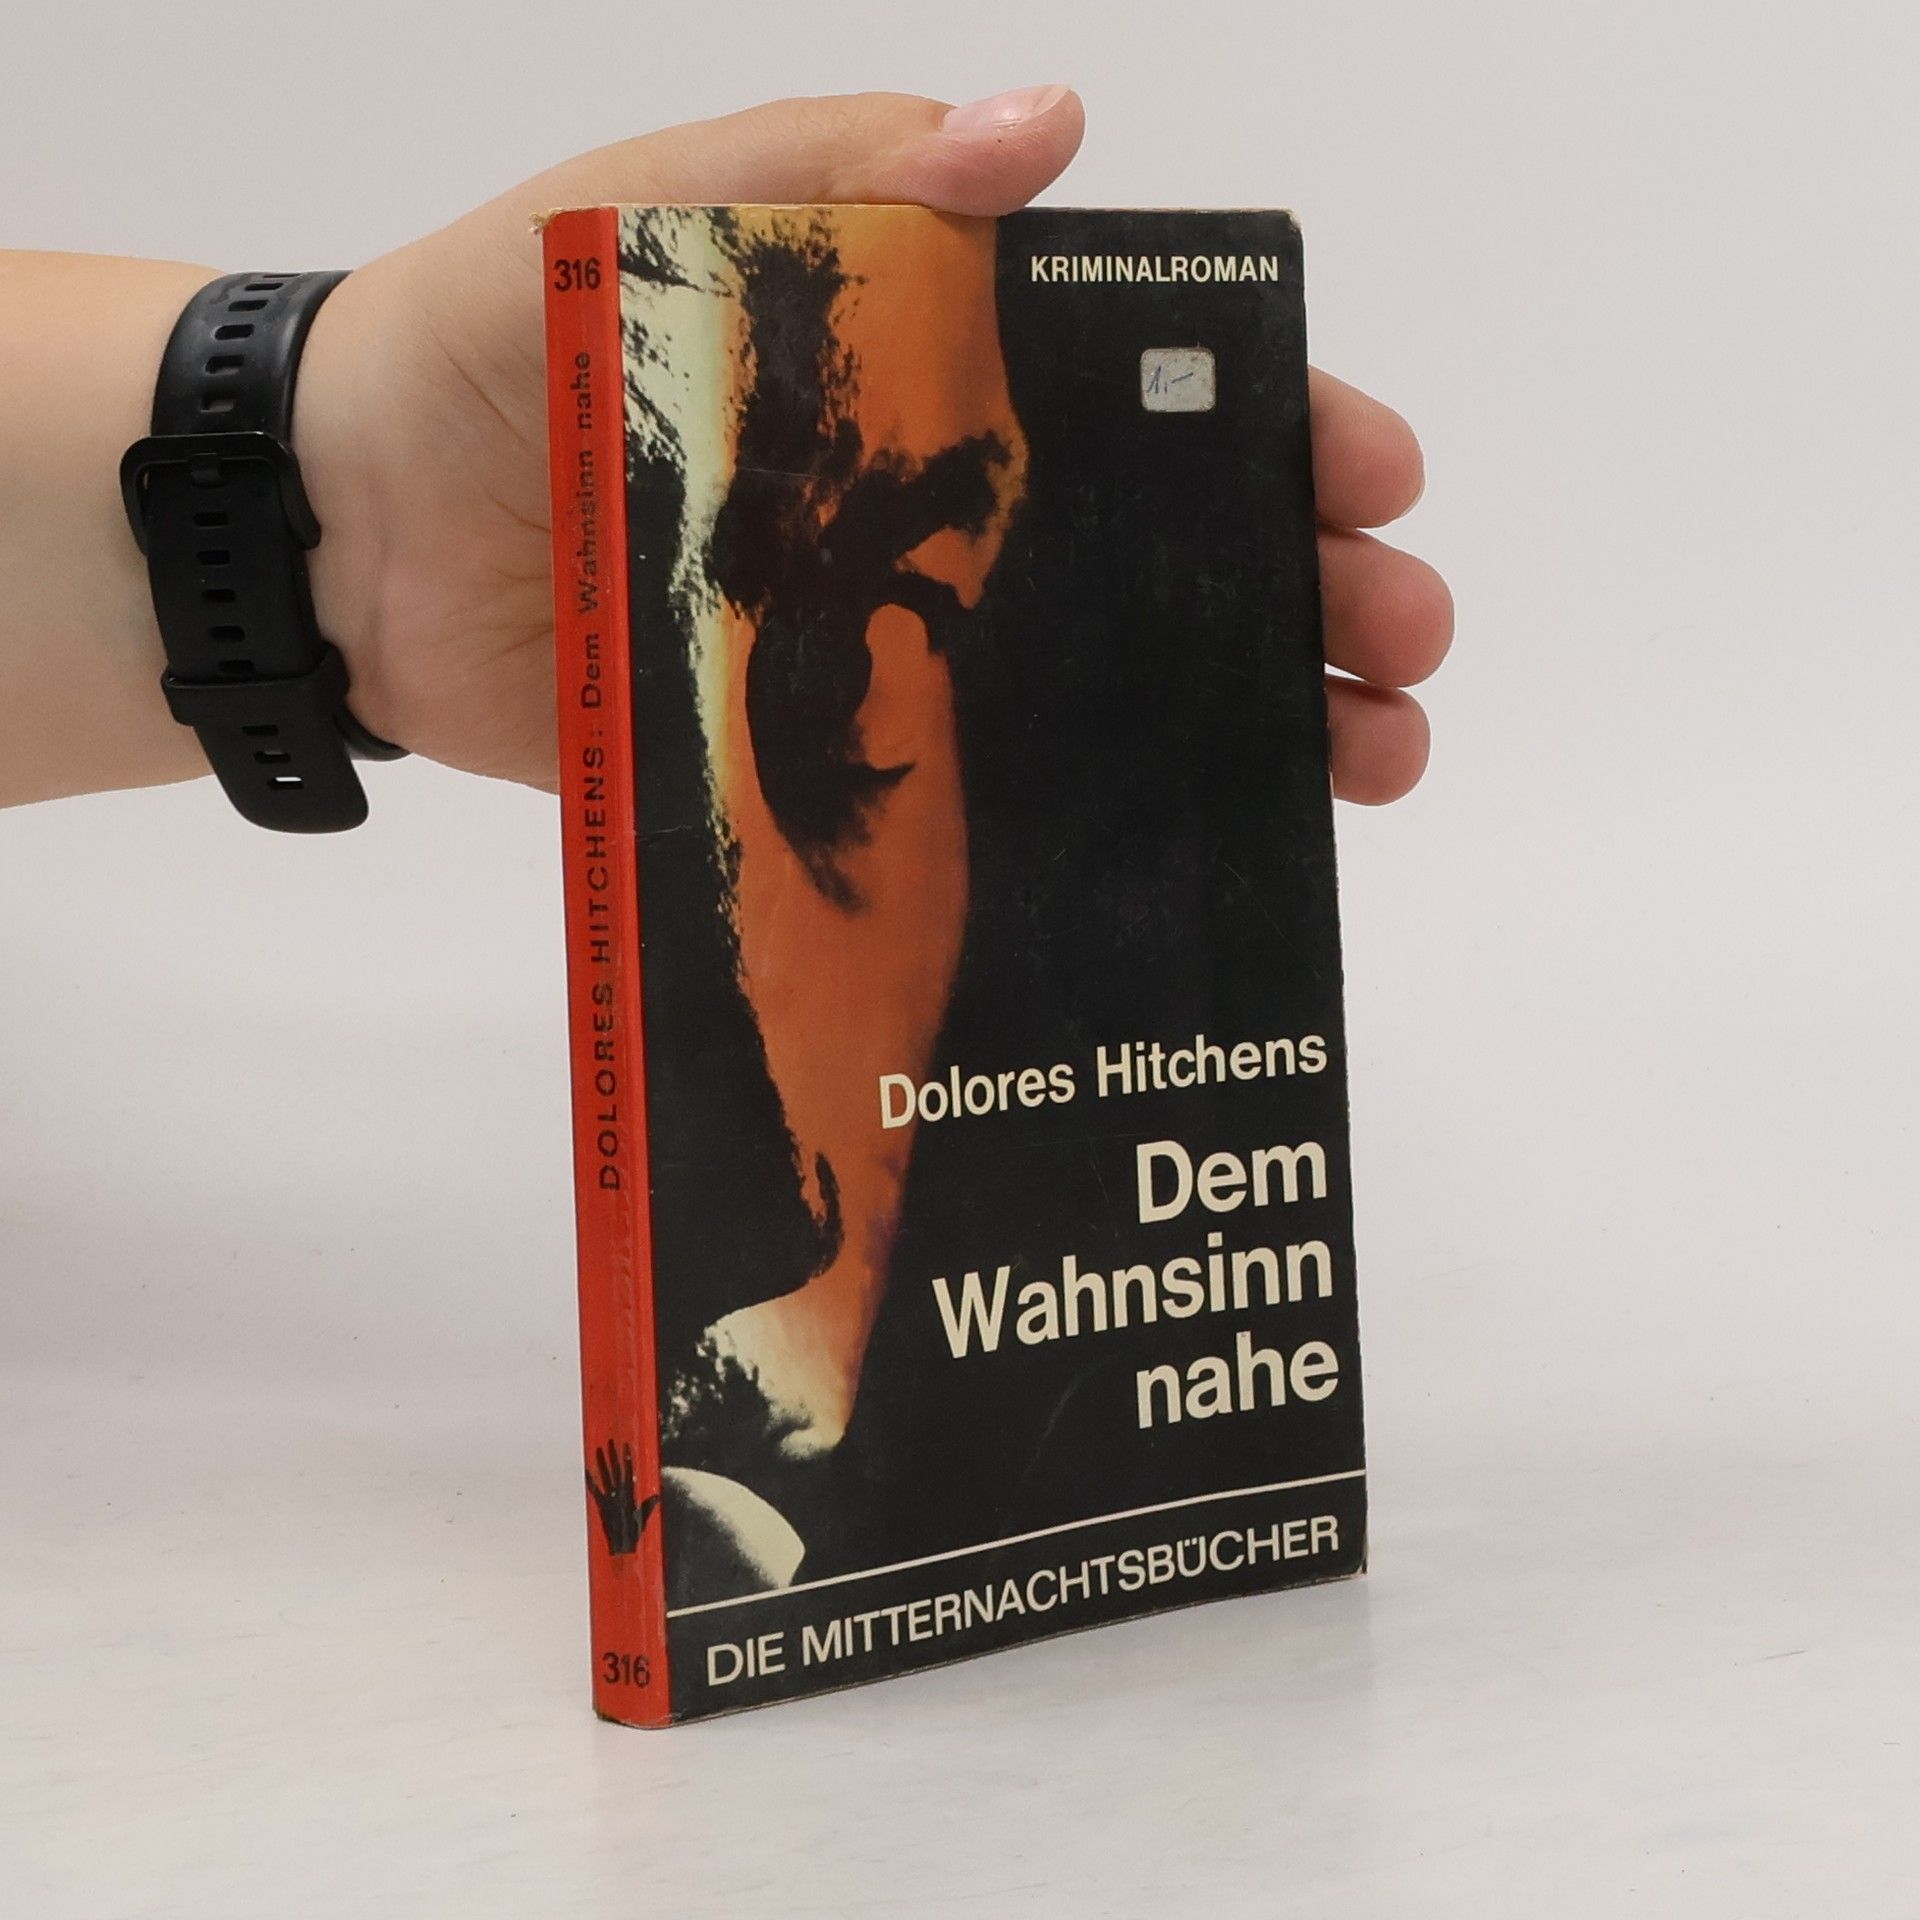 316
DOLORES HITCHENS: Dem Wahnsinn nahe
316
KRIMINALROMAN
1,-
Dolores Hitchens
Dem
Wahnsinn
nahe
DIE MITTERNACHTSBÜCHER